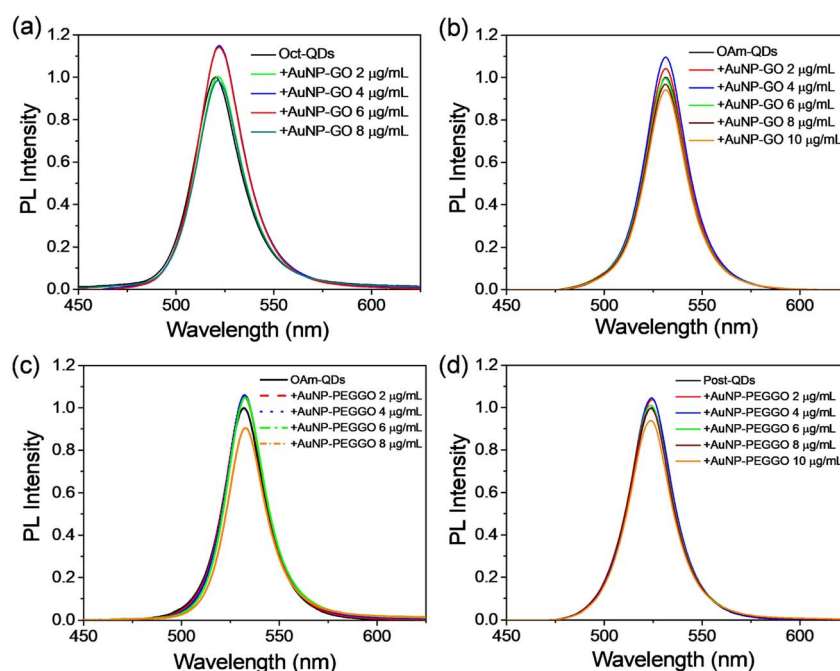 (a)
1.2
1.0
0.8
0.6
0.4
0.2
0.0
PL Intensity
450 500 550 600
Wavelength (nm)
Oct-QDs
+AuNP-GO 2 μg/mL
+AuNP-GO 4 μg/mL
+AuNP-GO 6 μg/mL
+AuNP-GO 8 μg/mL
(b)
1.2
1.0
0.8
0.6
0.4
0.2
0.0
PL Intensity
450 500 550 600
Wavelength (nm)
OAm-QDs
+AuNP-GO 2 μg/mL
+AuNP-GO 4 μg/mL
+AuNP-GO 6 μg/mL
+AuNP-GO 8 μg/mL
+AuNP-GO 10 μg/mL
(c)
1.2
1.0
0.8
0.6
0.4
0.2
0.0
PL Intensity
450 500 550 600
Wavelength (nm)
OAm-QDs
+AuNP-PEGGO 2 μg/mL
+AuNP-PEGGO 4 μg/mL
+AuNP-PEGGO 6 μg/mL
+AuNP-PEGGO 8 μg/mL
(d)
1.2
1.0
0.8
0.6
0.4
0.2
0.0
PL Intensity
450 500 550 600
Wavelength (nm)
Post-QDs
+AuNP-PEGGO 2 μg/mL
+AuNP-PEGGO 4 μg/mL
+AuNP-PEGGO 6 μg/mL
+AuNP-PEGGO 8 μg/mL
+AuNP-PEGGO 10 μg/mL